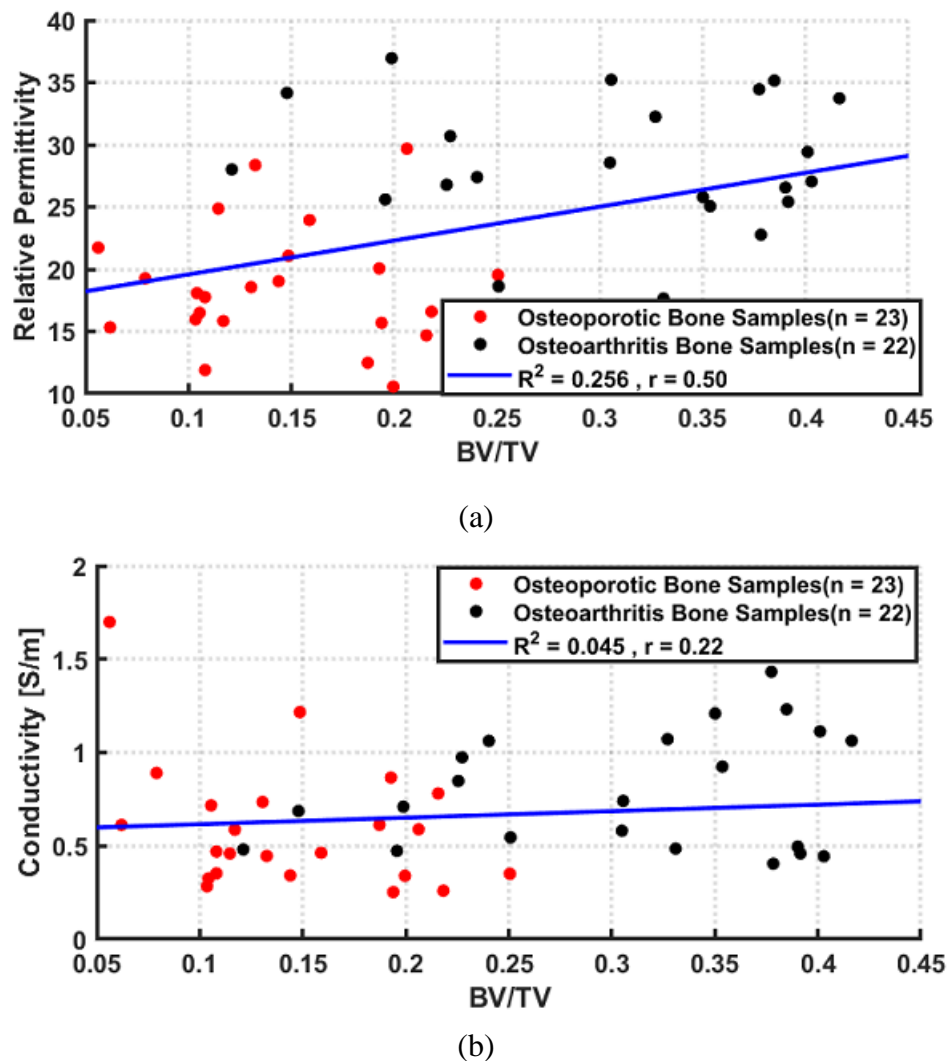 40
35
30
25
20
15
10
Relative Permittivity
Osteoporotic Bone Samples(n = 23)
Osteoarthritis Bone Samples(n = 22)
R² = 0.256 , r = 0.50
0.05 0.1 0.15 0.2 0.25 0.3 0.35 0.4 0.45
BV/TV
(a)
2
1.5
1
0.5
0
Conductivity [S/m]
Osteoporotic Bone Samples(n = 23)
Osteoarthritis Bone Samples(n = 22)
R² = 0.045 , r = 0.22
0.05 0.1 0.15 0.2 0.25 0.3 0.35 0.4 0.45
BV/TV
(b)